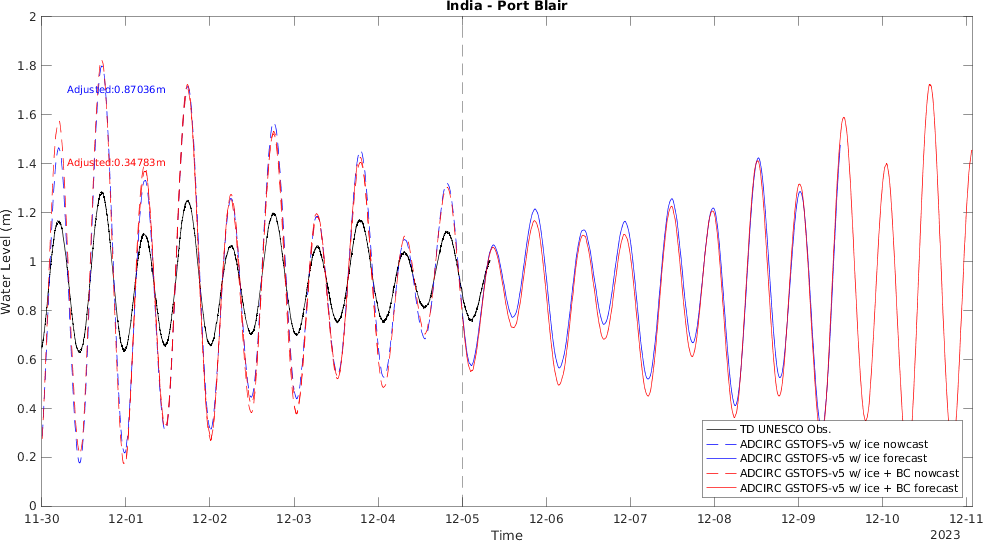 India - Port Blair
2
1.8
1.6
1.4
1.2
1
0.8
0.6
0.4
0.2
0
Water Level (m)
Adjusted:0.87036m
Adjusted:0.34783m
TD UNESCO Obs.
ADCIRC GSTOFS-v5 w/ ice nowcast
ADCIRC GSTOFS-v5 w/ ice forecast
ADCIRC GSTOFS-v5 w/ ice + BC nowcast
ADCIRC GSTOFS-v5 w/ ice + BC forecast
11-30 12-01 12-02 12-03 12-04 12-05 12-06 12-07 12-08 12-09 12-10 12-11
Time
2023